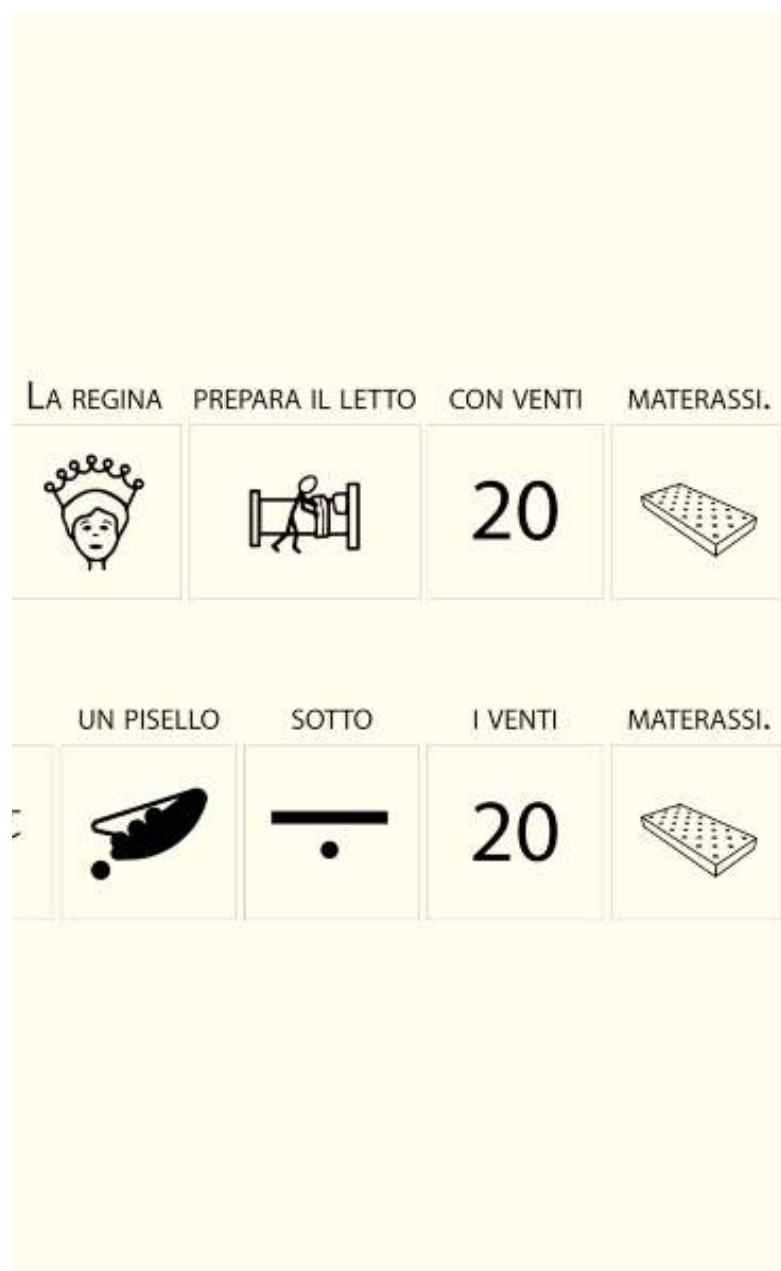 La regina prepara il letto con venti materassi.
20
un pisello sotto i venti materassi.
20